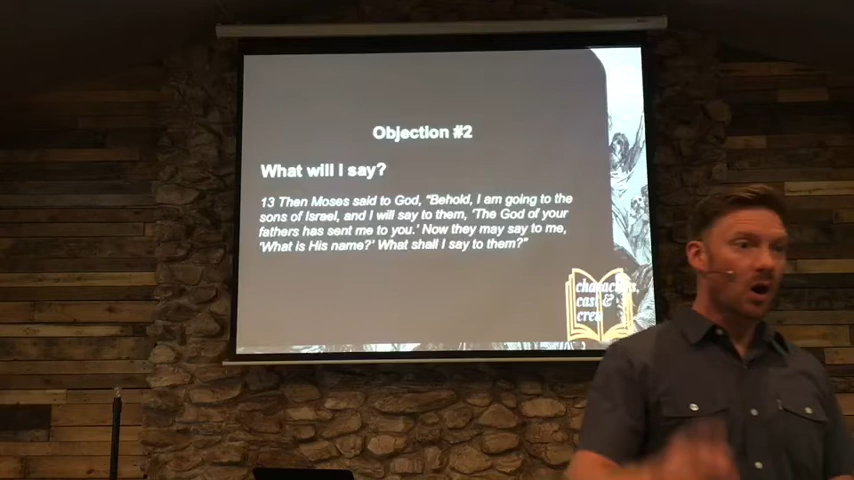 Objection #2
What will I say?
13 Then Moses said to God, "Behold, I am going to the
sons of Israel, and I will say to them, 'The God of your
fathers has sent me to you.' Now they may say to me,
'What is His name?' What shall I say to them?"
characters,
cast &
crew